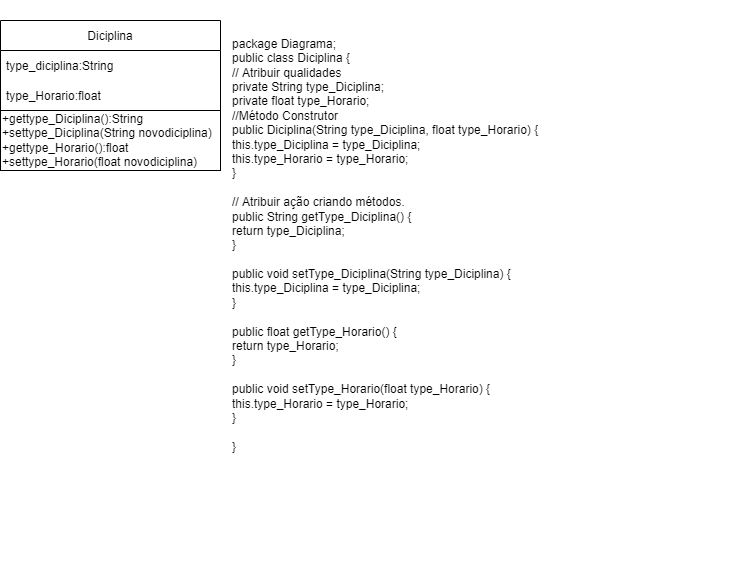 Diciplina
type_diciplina:String
type_Horario:float
+gettype_Diciplina():String
+settype_Diciplina(String novodiciplina)
+gettype_Horario():float
+settype_Horario(float novodiciplina)
package Diagrama;
public class Diciplina {
// Atribuir qualidades
private String type_Diciplina;
private float type_Horario;
//Método Construtor
public Diciplina(String type_Diciplina, float type_Horario) {
this.type_Diciplina = type_Diciplina;
this.type_Horario = type_Horario;
}
// Atribuir ação criando métodos.
public String getType_Diciplina() {
return type_Diciplina;
}
public void setType_Diciplina(String type_Diciplina) {
this.type_Diciplina = type_Diciplina;
}
public float getType_Horario() {
return type_Horario;
}
public void setType_Horario(float type_Horario) {
this.type_Horario = type_Horario;
}
}